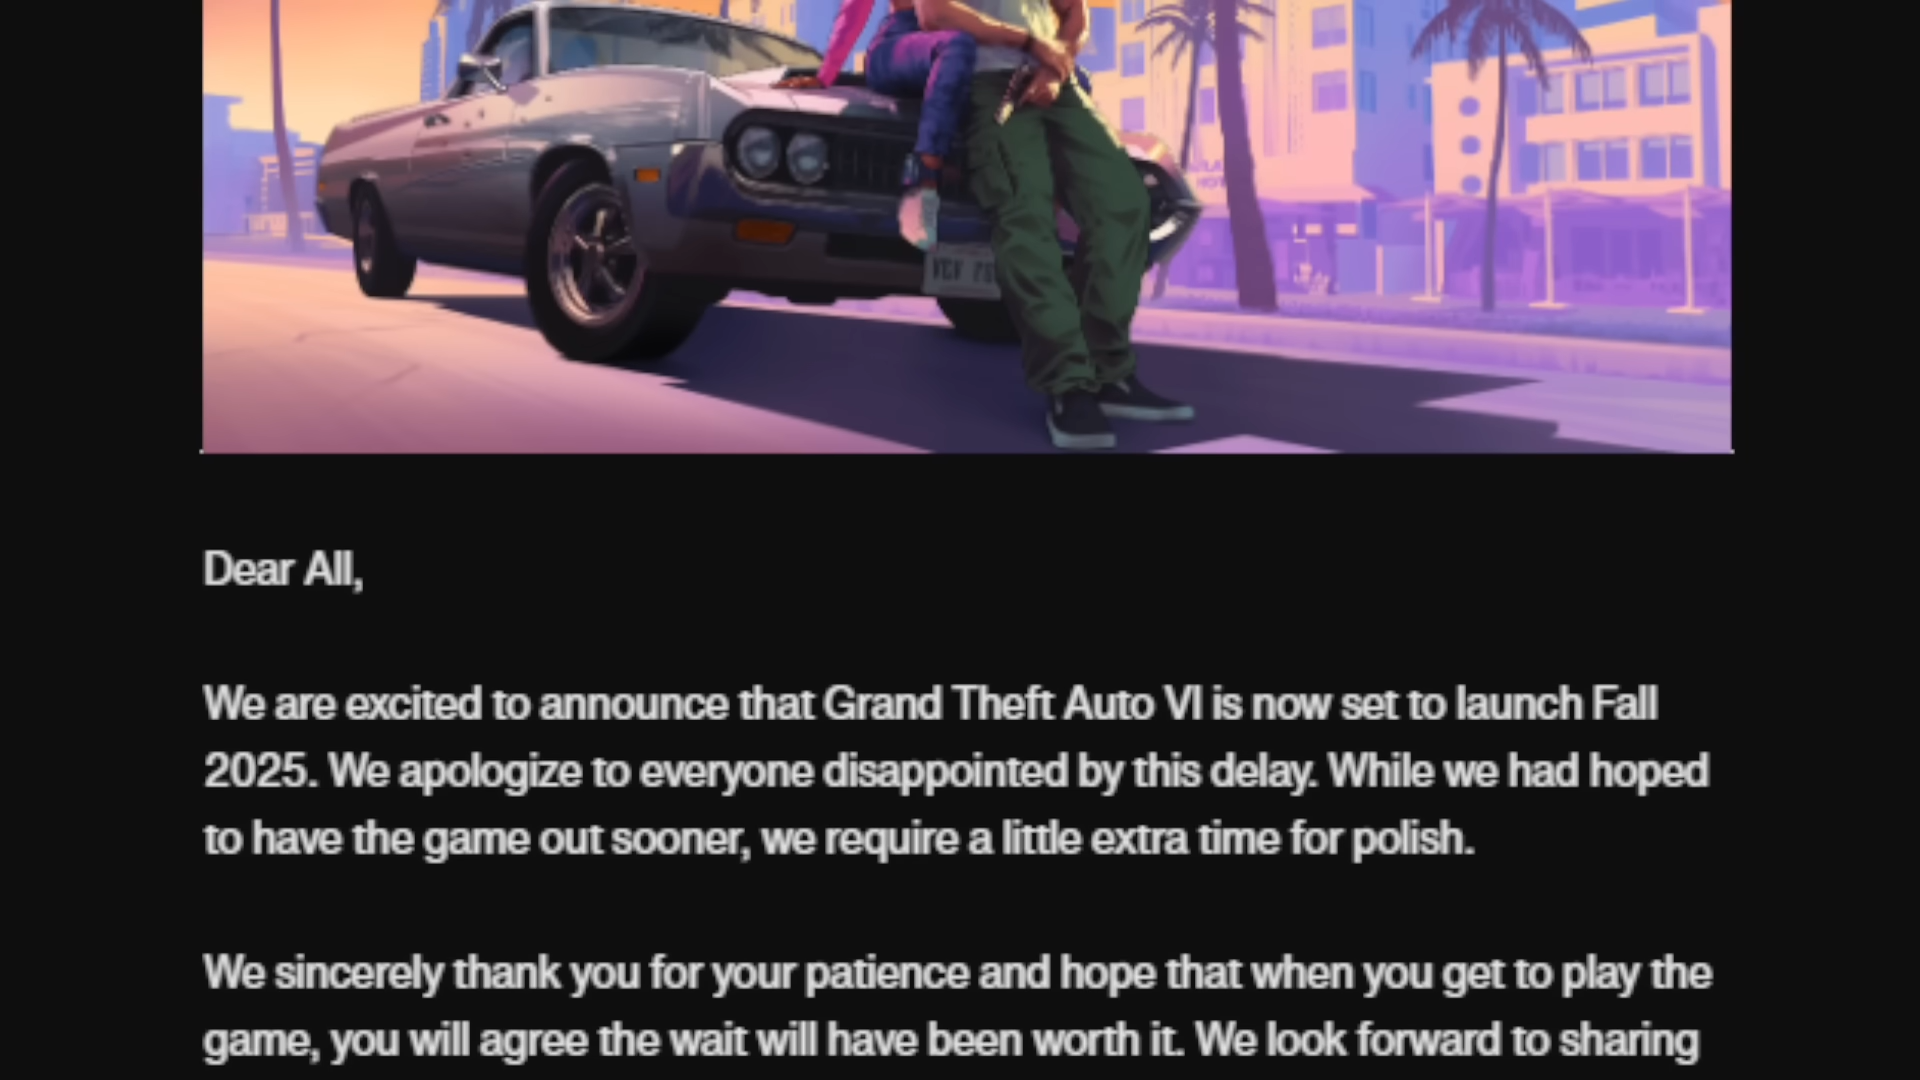 Dear All,
We are excited to announce that Grand Theft Auto VI is now set to launch Fall
2025. We apologize to everyone disappointed by this delay. While we had hoped
to have the game out sooner, we require a little extra time for polish.
We sincerely thank you for your patience and hope that when you get to play the
game, you will agree the wait will have been worth it. We look forward to sharing